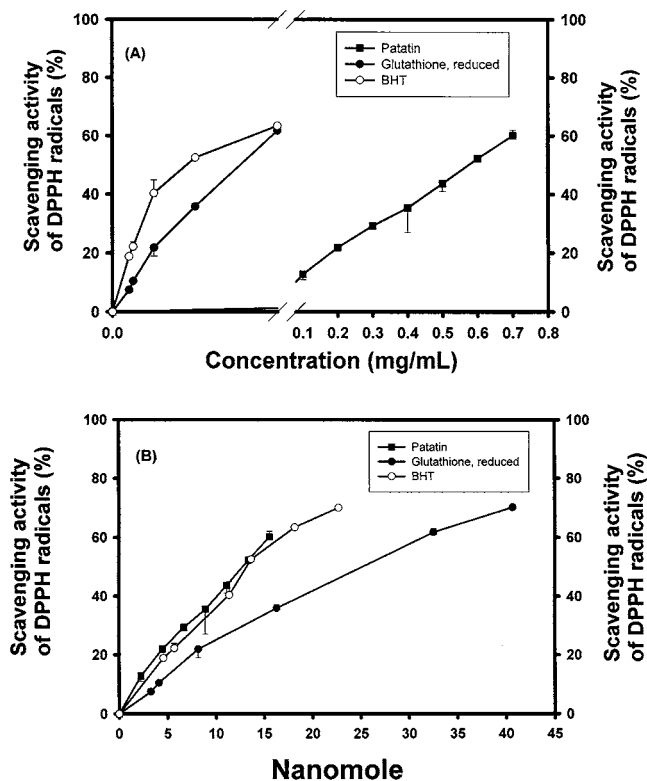 (A)
Patatin
Glutathione, reduced
BHT
Scavenging activity
of DPPH radicals (%)
100
80
60
40
20
0
100
80
60
40
20
0
Scavenging activity
of DPPH radicals (%)
0.0 0.1 0.2 0.3 0.4 0.5 0.6 0.7 0.8
Concentration (mg/mL)
(B)
Patatin
Glutathione, reduced
BHT
Scavenging activity
of DPPH radicals (%)
100
80
60
40
20
0
100
80
60
40
20
0
Scavenging activity
of DPPH radicals (%)
0 5 10 15 20 25 30 35 40 45
Nanomole